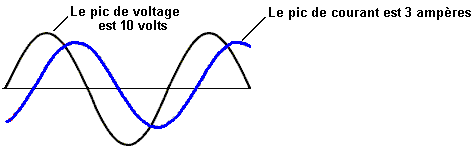 Le pic de voltage
est 10 volts
Le pic de courant est 3 ampères